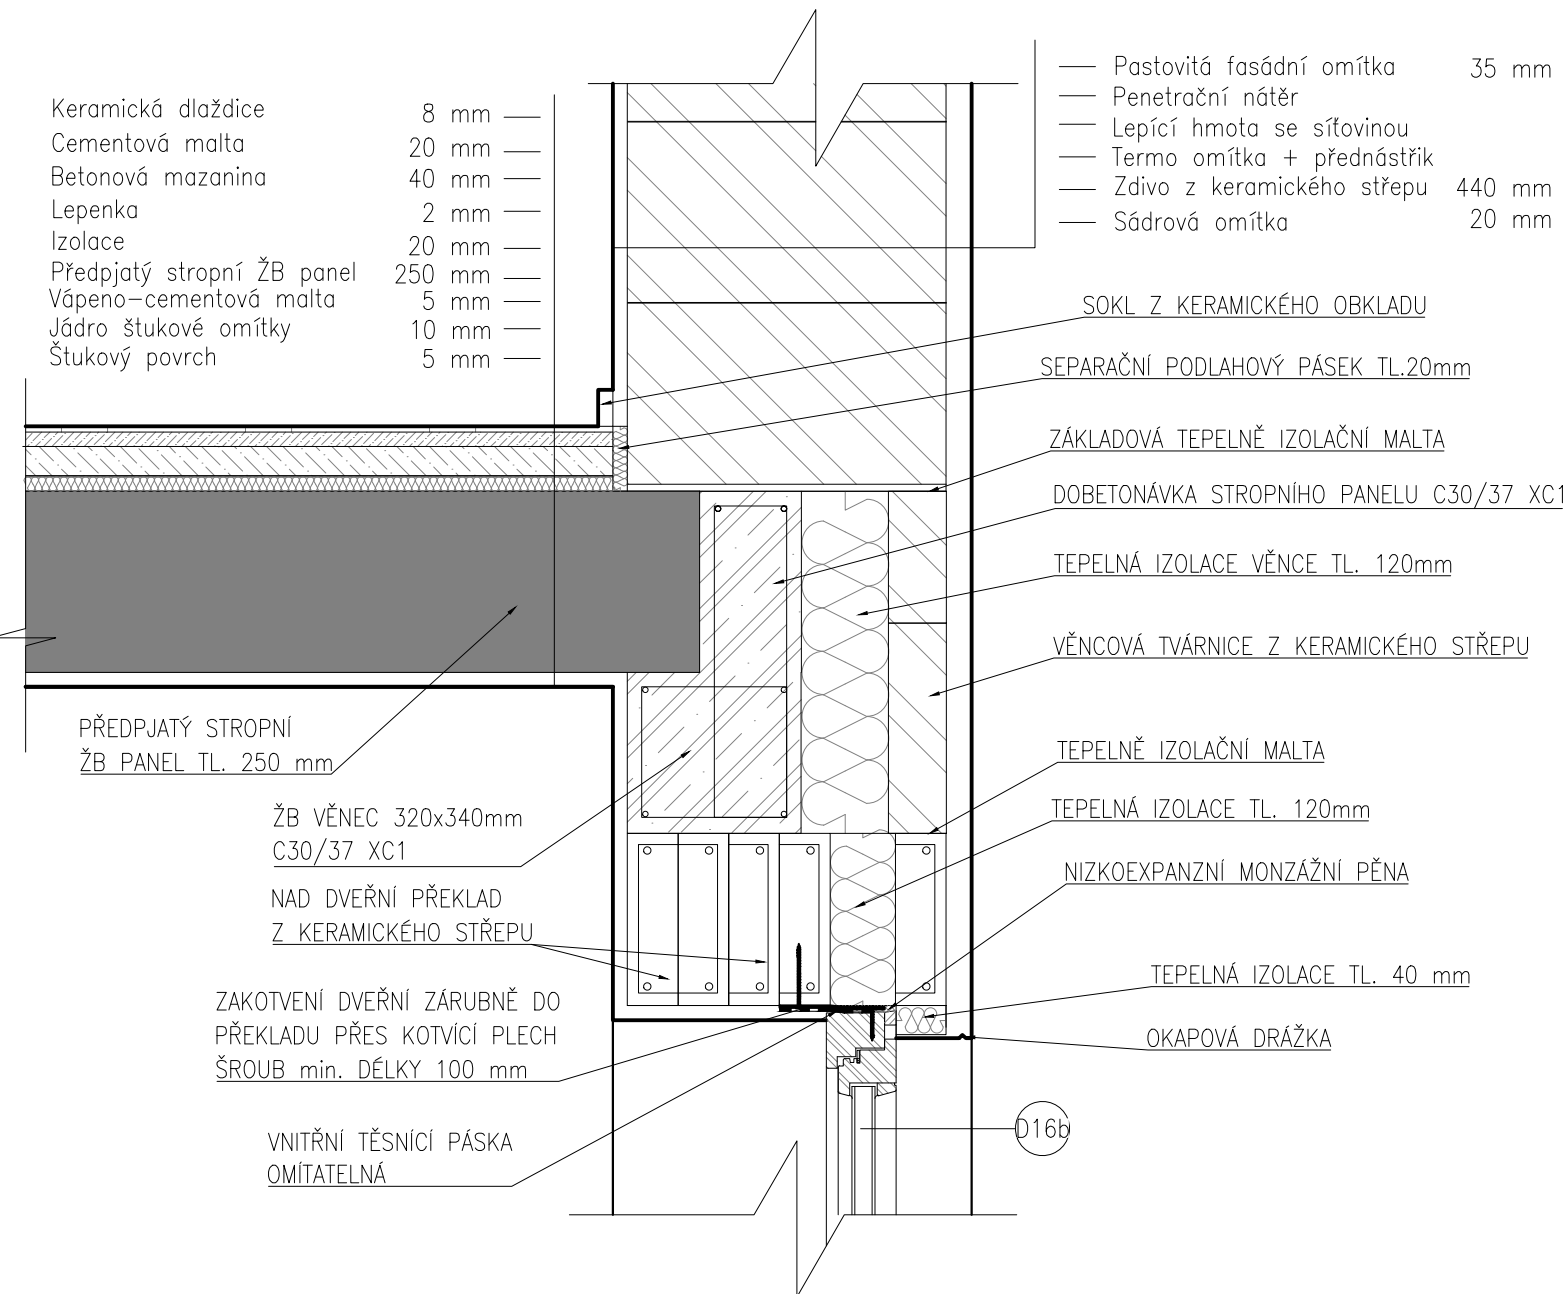 Keramická dlaždice 8 mm
Cementová malta 20 mm
Betonová mazanina 40 mm
Lepenka 2 mm
Izolace 20 mm
Předpjatý stropní ŽB panel 250 mm
Vápeno-cementová malta 5 mm
Jádro štukové omítky 10 mm
Štukový povrch 5 mm
Pastovitá fasádní omítka 35 mm
Penetrační nátěr
Lepící hmota se síťovinou
Termo omítka + přednástřik
Zdivo z keramického střepu 440 mm
Sádrová omítka 20 mm
SOKL Z KERAMICKÉHO OBKLADU
SEPARAČNÍ PODLAHOVÝ PÁSEK TL.20mm
ZÁKLADOVÁ TEPELNĚ IZOLAČNÍ MALTA
DOBETONÁVKA STROPNÍHO PANELU C30/37 XC1
TEPELNÁ IZOLACE VĚNCE TL. 120mm
VĚNCOVÁ TVÁRNICE Z KERAMICKÉHO STŘEPU
TEPELNĚ IZOLAČNÍ MALTA
TEPELNÁ IZOLACE TL. 120mm
NIZKOEXPANZNÍ MONZÁŽNÍ PĚNA
TEPELNÁ IZOLACE TL. 40 mm
OKAPOVÁ DRÁŽKA
D16b
PŘEDPJATÝ STROPNÍ
ŽB PANEL TL. 250 mm
ŽB VĚNEC 320x340mm
C30/37 XC1
NAD DVEŘNÍ PŘEKLAD
Z KERAMICKÉHO STŘEPU
ZAKOTVENÍ DVEŘNÍ ZÁRUBNĚ DO
PŘEKLADU PŘES KOTVÍCÍ PLECH
ŠROUB min. DÉLKY 100 mm
VNITŘNÍ TĚSNÍCÍ PÁSKA
OMÍTATELNÁ